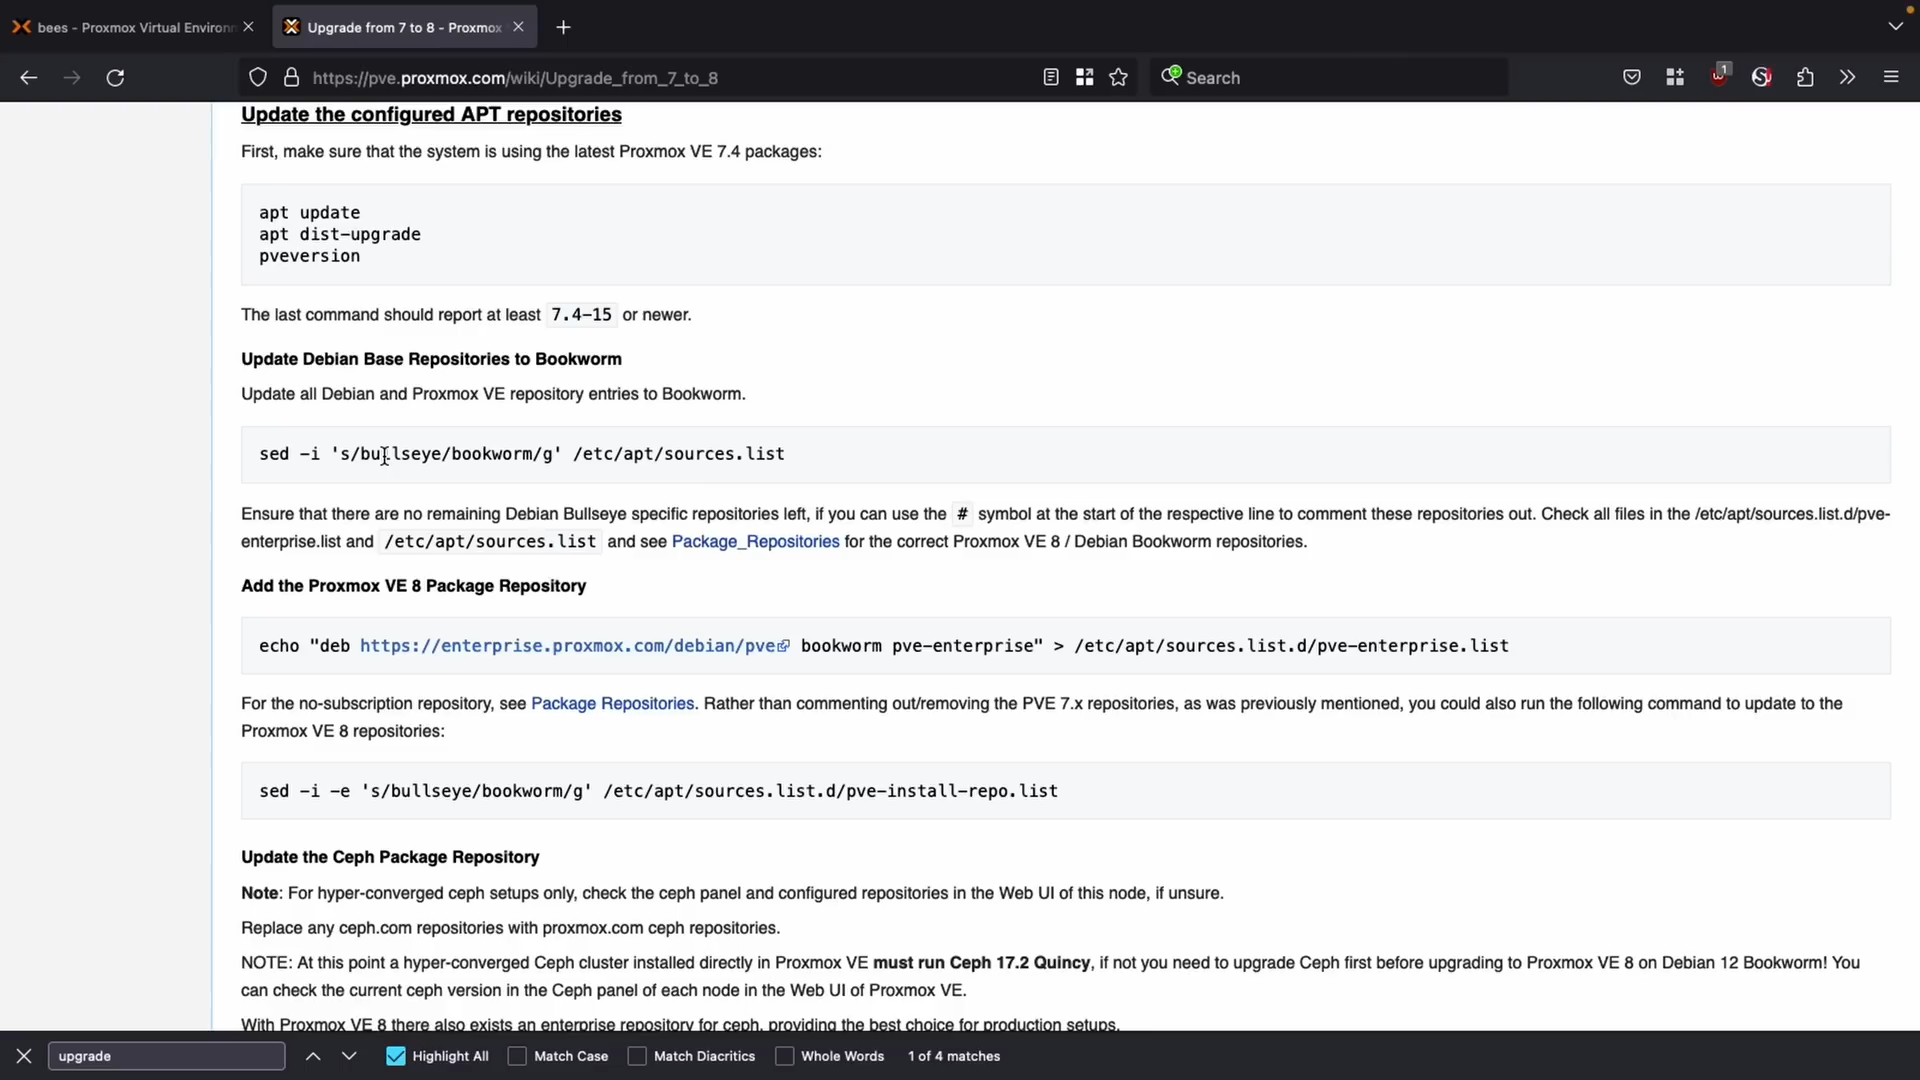 bees - Proxmox Virtual Environ
Upgrade from 7 to 8 - Proxmox
https://pve.proxmox.com/wiki/Upgrade_from_7_to_8
Search
1
Update the configured APT repositories
First, make sure that the system is using the latest Proxmox VE 7.4 packages:
apt update
apt dist-upgrade
pveversion
The last command should report at least 7.4-15 or newer.
Update Debian Base Repositories to Bookworm
Update all Debian and Proxmox VE repository entries to Bookworm.
sed -i 's/bullseye/bookworm/g' /etc/apt/sources.list
Ensure that there are no remaining Debian Bullseye specific repositories left, if you can use the # symbol at the start of the respective line to comment these repositories out. Check all files in the /etc/apt/sources.list.d/pve-
enterprise.list and /etc/apt/sources.list and see Package_Repositories for the correct Proxmox VE 8 / Debian Bookworm repositories.
Add the Proxmox VE 8 Package Repository
echo "deb https://enterprise.proxmox.com/debian/pve bookworm pve-enterprise" > /etc/apt/sources.list.d/pve-enterprise.list
For the no-subscription repository, see Package Repositories. Rather than commenting out/removing the PVE 7.x repositories, as was previously mentioned, you could also run the following command to update to the
Proxmox VE 8 repositories:
sed -i -e 's/bullseye/bookworm/g' /etc/apt/sources.list.d/pve-install-repo.list
Update the Ceph Package Repository
Note: For hyper-converged ceph setups only, check the ceph panel and configured repositories in the Web UI of this node, if unsure.
Replace any ceph.com repositories with proxmox.com ceph repositories.
NOTE: At this point a hyper-converged Ceph cluster installed directly in Proxmox VE must run Ceph 17.2 Quincy, if not you need to upgrade Ceph first before upgrading to Proxmox VE 8 on Debian 12 Bookworm! You
can check the current ceph version in the Ceph panel of each node in the Web UI of Proxmox VE.
With Proxmox VE 8 there also exists an enterprise repository for ceph, providing the best choice for production setups.
upgrade
Highlight All
Match Case
Match Diacritics
Whole Words
1 of 4 matches